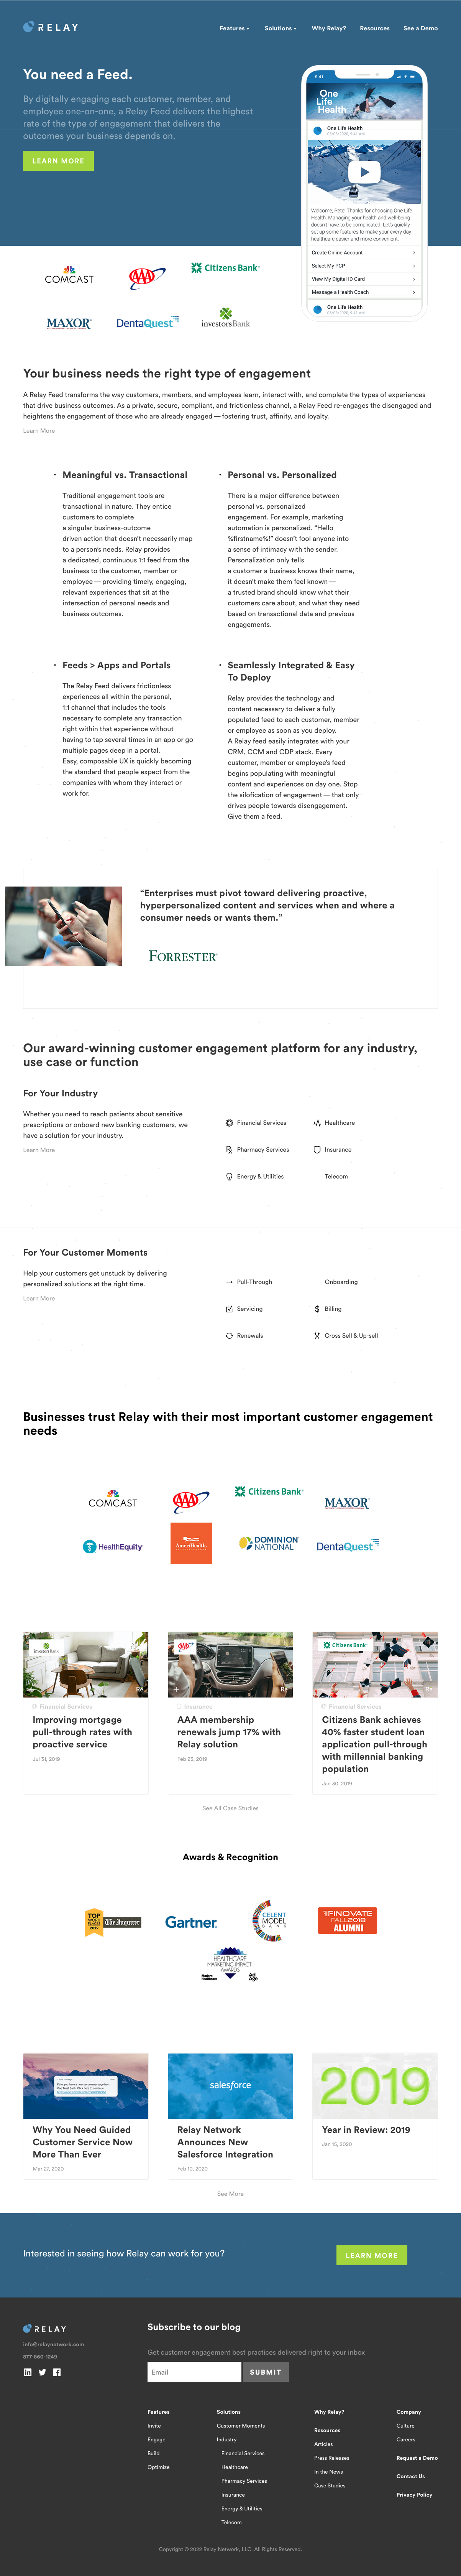 RELAY
Features
Solutions
Why Relay?
Resources
See a Demo
You need a Feed.
By digitally engaging each customer, member, and
employee one-on-one, a Relay Feed delivers the highest
rate of the type of engagement that delivers the
outcomes your business depends on.
LEARN MORE
9:41
One
Life
Health
One Life Health
Welcome, Pete! Thanks for choosing One Life
Health. Managing your health and well-being
doesn't have to be complicated. Let's quickly
set up some features to make your every day
healthcare easier and more convenient.
Create Online Account
Select My PCP
View My Digital ID Card
Message a Health Coach
One Life Health
COMCAST
AAA
Citizens Bank
MAXOR
DentaQuest
investorsBank
Your business needs the right type of engagement
A Relay Feed transforms the way customers, members, and employees learn, interact with, and complete the types of experiences
that drive business outcomes. As a private, secure, compliant, and frictionless channel, a Relay Feed re-engages the disengaged and
heightens the engagement of those who are already engaged — fostering trust, affinity, and loyalty.
Learn More
Meaningful vs. Transactional
Traditional engagement tools are
transactional in nature. They entice
customers to complete
a singular business-outcome
driven action that doesn't necessarily map
to a person's needs. Relay provides
a dedicated, continuous 1:1 feed from the
business to the customer, member or
employee — providing timely, engaging,
relevant experiences that sit at the
intersection of personal needs and
business outcomes.
Personal vs. Personalized
There is a major difference between
personal vs. personalized
engagement. For example, marketing
automation is personalized. "Hello
%firstname%!" doesn't fool anyone into
a sense of intimacy with the sender.
Personalization only tells
a customer a business knows their name,
it doesn't make them feel known —
a trusted brand should know what their
customers care about, and what they need
based on transactional data and previous
engagements.
Feeds > Apps and Portals
The Relay Feed delivers frictionless
experiences all within the personal,
1:1 channel that includes the tools
necessary to complete any transaction
right within that experience without
having to tap several times in an app or go
multiple pages deep in a portal.
Easy, composable UX is quickly becoming
the standard that people expect from the
companies with whom they interact or
work for.
Seamlessly Integrated & Easy
To Deploy
Relay provides the technology and
content necessary to deliver a fully
populated feed to each customer, member
or employee as soon as you deploy.
A Relay Feed easily integrates with your
CRM, CCM and CDP stack. Every
customer, member or employee's feed
begins populating with meaningful
content and experiences on day one. Stop
the silofication of engagement — that only
drives people towards disengagement.
Give them a feed.
"Enterprises must pivot toward delivering proactive,
hyperpersonalized content and services when and where a
consumer needs or wants them."
FORRESTER
Our award-winning customer engagement platform for any industry,
use case or function
For Your Industry
Whether you need to reach patients about sensitive
prescriptions or onboard new banking customers, we
have a solution for your industry.
Learn More
Financial Services
Healthcare
Pharmacy Services
Insurance
Energy & Utilities
Telecom
For Your Customer Moments
Help your customers get unstuck by delivering
personalized solutions at the right time.
Learn More
Pull-Through
Onboarding
Servicing
Billing
Renewals
Cross Sell & Up-sell
Businesses trust Relay with their most important customer engagement
needs
COMCAST
AAA
Citizens Bank
MAXOR
HealthEquity
AmeriHealth
DOMINION
NATIONAL
DentaQuest
investorsBank
Financial Services
Improving mortgage
pull-through rates with
proactive service
Jul 31, 2019
AAA
Insurance
AAA membership
renewals jump 17% with
Relay solution
Feb 25, 2019
Citizens Bank
Financial Services
Citizens Bank achieves
40% faster student loan
application pull-through
with millennial banking
population
Jan 30, 2019
See All Case Studies
Awards & Recognition
TOP
WORK
PLACES
2019
The Inquirer
Gartner
CELENT
MODEL
BANK
FINOVATE
FALL2018
ALUMNI
HEALTHCARE
MARKETING IMPACT
AWARDS
Modern
Healthcare
Ad
Age
Why You Need Guided
Customer Service Now
More Than Ever
Mar 27, 2020
salesforce
Relay Network
Announces New
Salesforce Integration
Feb 10, 2020
2019
Year in Review: 2019
Jan 15, 2020
See More
Interested in seeing how Relay can work for you?
LEARN MORE
RELAY
info@relaynetwork.com
877-860-1249
Subscribe to our blog
Get customer engagement best practices delivered right to your inbox
Email
SUBMIT
Features
Invite
Engage
Build
Optimize
Solutions
Customer Moments
Industry
Financial Services
Healthcare
Pharmacy Services
Insurance
Energy & Utilities
Telecom
Why Relay?
Resources
Articles
Press Releases
In the News
Case Studies
Company
Culture
Careers
Request a Demo
Contact Us
Privacy Policy
Copyright © 2022 Relay Network, LLC. All Rights Reserved.